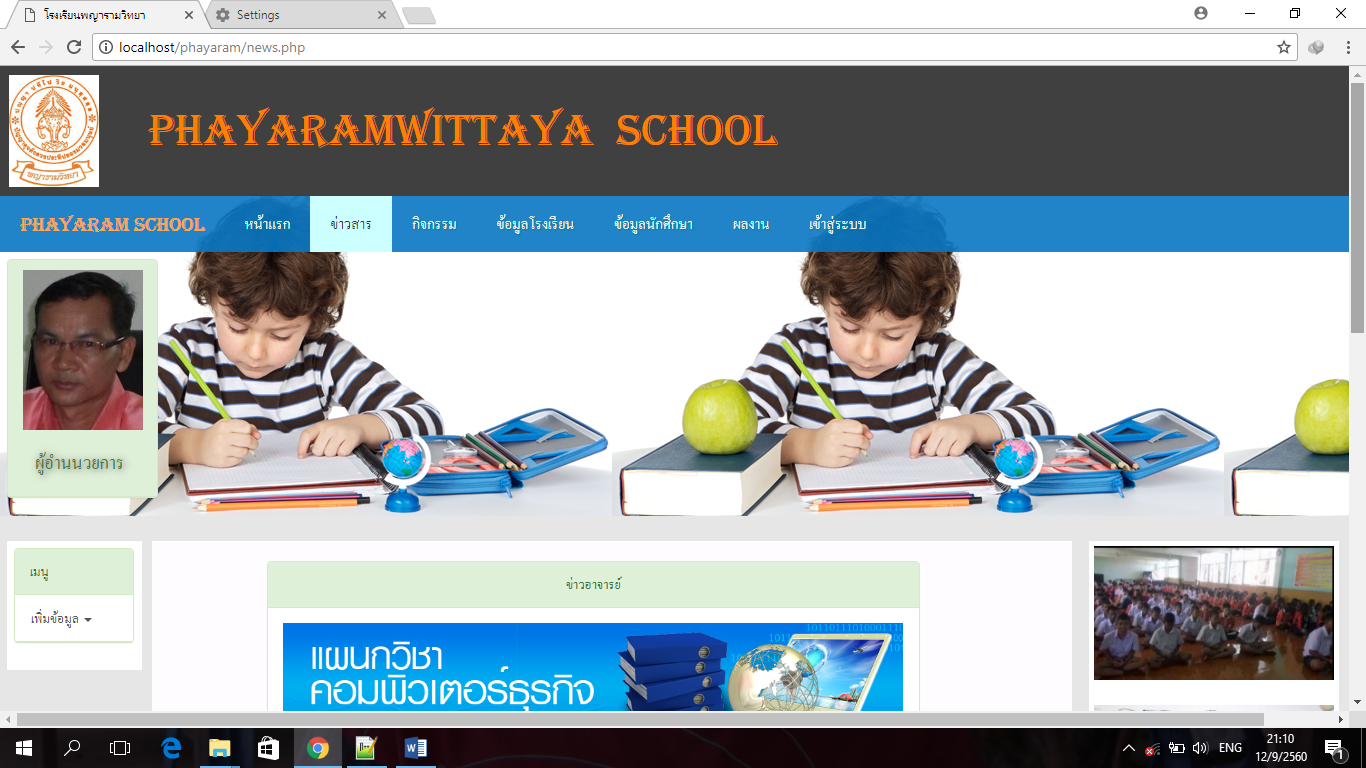 โรงเรียนพญารามวิทยา
Settings
localhost/phayaram/news.php
พญารามวิทยา
PHAYARAMWITTAYA SCHOOL
PHAYARAM SCHOOL หน้าแรก ข่าวสาร กิจกรรม ข้อมูลโรงเรียน ข้อมูลนักศึกษา ผลงาน เข้าสู่ระบบ
ผู้อำนนวยการ
เมนู
เพิ่มข้อมูล
ข่าวอาจารย์
แผนกวิชา
คอมพิวเตอร์ธุรกิจ
ENG
21:10
12/9/2560
1